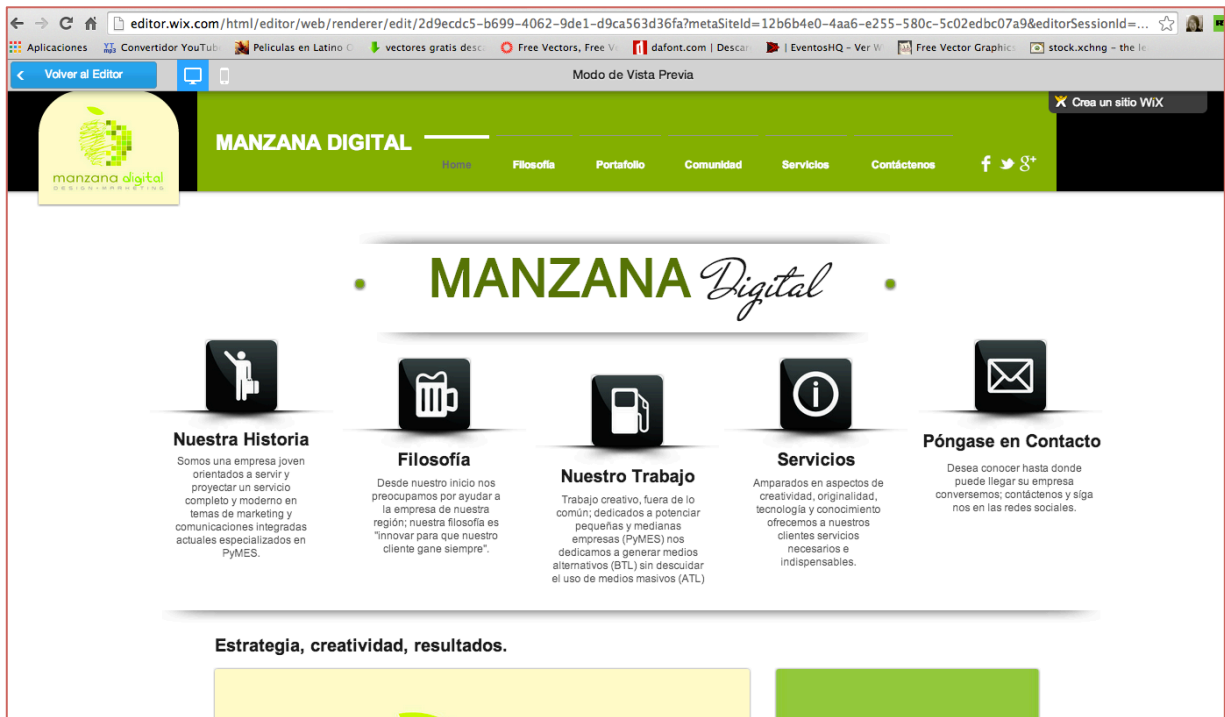 editor.wix.com/html/editor/web/renderer/edit/2d9ecdc5-b699-4062-9de1-d9ca563d36fa?metaSiteId=12b6b4e0-4aa6-e255-580c-5c02edbc07a9&editorSessionId=...
Aplicaciones Convertidor YouTub Peliculas en Latino vectores gratis desc Free Vectors, Free V dafont.com | Descar | EventosHQ - Ver W Free Vector Graphics stock.xchng - the le
Volver al Editor
Modo de Vista Previa
Crea un sitio WiX
manzana digital
DESIGN+MARKETING
MANZANA DIGITAL
Home Filosofía Portafolio Comunidad Servicios Contáctenos
MANZANA Digital
Nuestra Historia
Somos una empresa joven
orientados a servir y
proyectar un servicio
completo y moderno en
temas de marketing y
comunicaciones integradas
actuales especializados en
PyMES.
Filosofía
Desde nuestro inicio nos
preocupamos por ayudar a
la empresa de nuestra
región; nuestra filosofía es
"innovar para que nuestro
cliente gane siempre".
Nuestro Trabajo
Trabajo creativo, fuera de lo
común; dedicados a potenciar
pequeñas y medianas
empresas (PyMES) nos
dedicamos a generar medios
alternativos (BTL) sin descuidar
el uso de medios masivos (ATL)
Servicios
Amparados en aspectos de
creatividad, originalidad,
tecnología y conocimiento
ofrecemos a nuestros
clientes servicios
necesarios e
indispensables.
Póngase en Contacto
Desea conocer hasta donde
puede llegar su empresa
conversemos; contáctenos y síga
nos en las redes sociales.
Estrategia, creatividad, resultados.